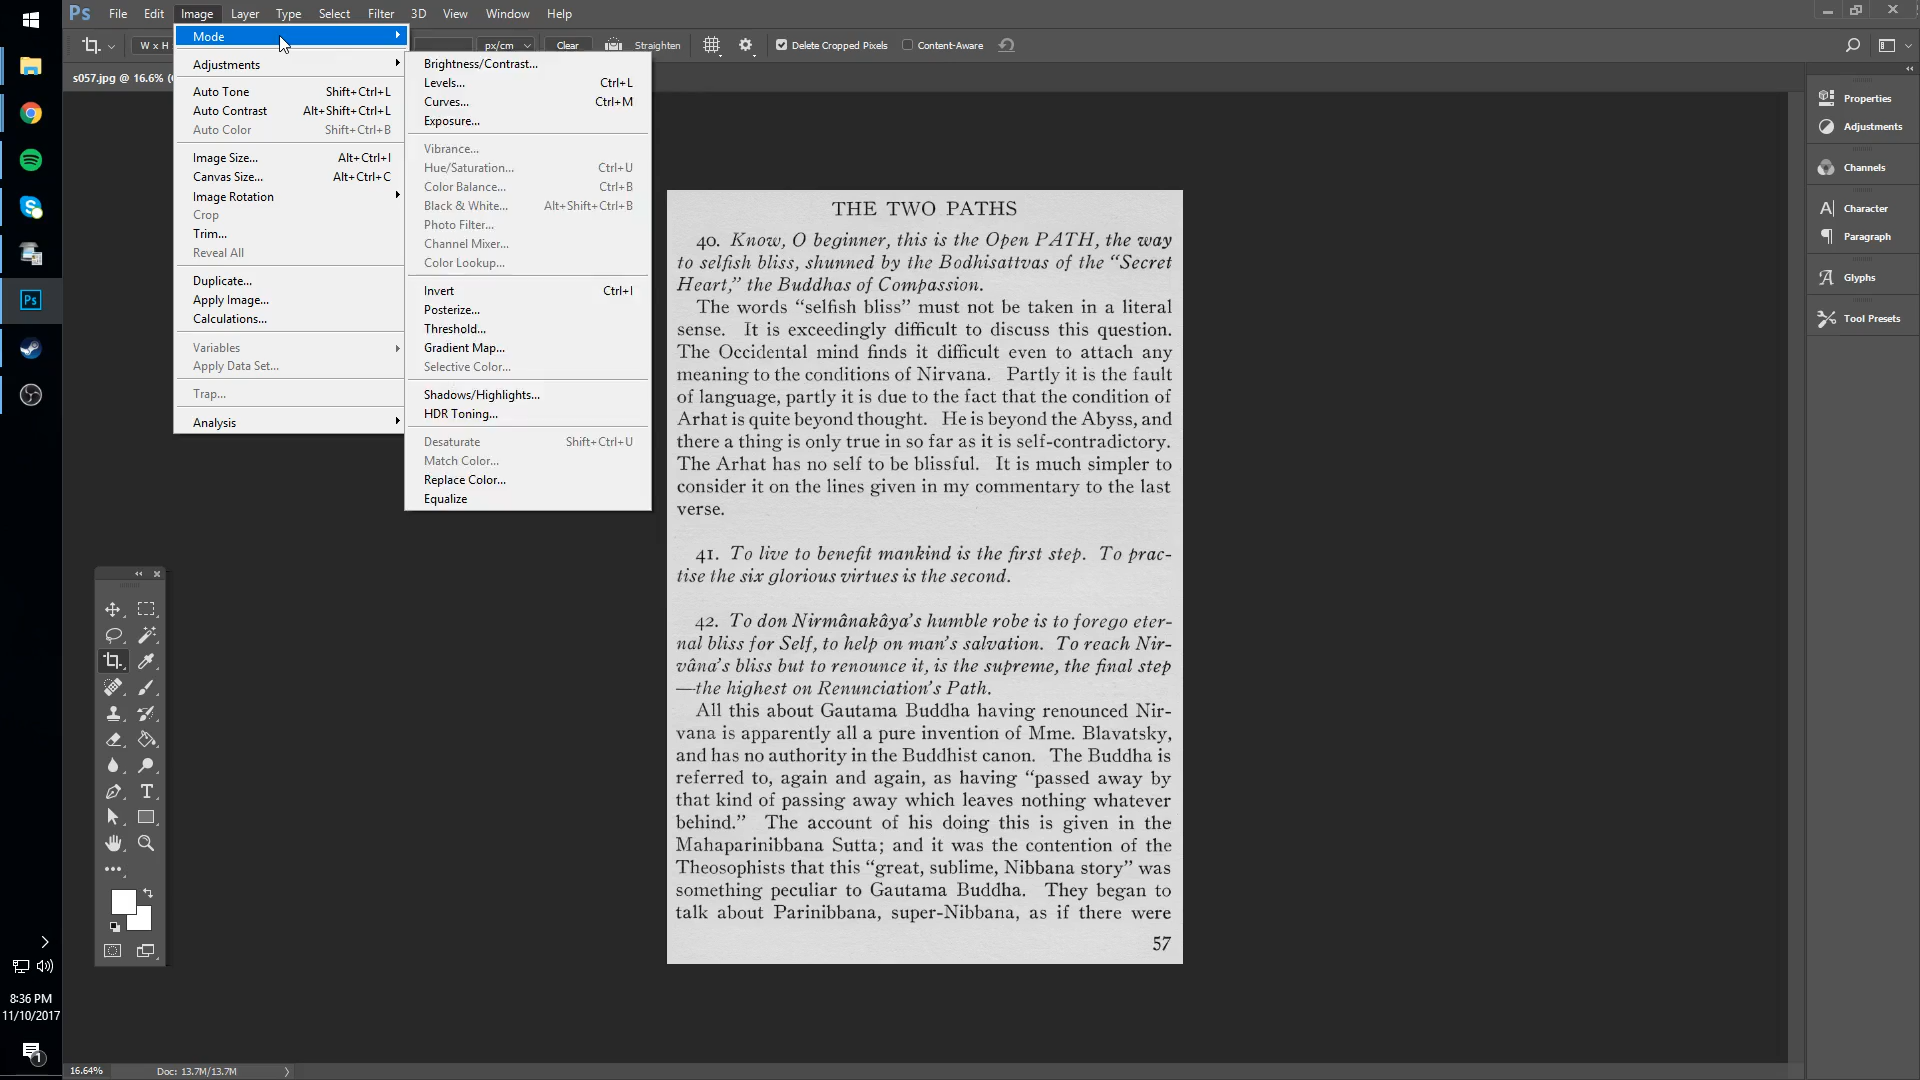 Ps File Edit Image Layer Type Select Filter 3D View Window Help
W x H px/cm Clear Straighten Delete Cropped Pixels Content-Aware
s057.jpg @ 16.6% (
Mode
Adjustments
Auto Tone Shift+Ctrl+L
Auto Contrast Alt+Shift+Ctrl+L
Auto Color Shift+Ctrl+B
Image Size... Alt+Ctrl+I
Canvas Size... Alt+Ctrl+C
Image Rotation
Crop
Trim...
Reveal All
Duplicate...
Apply Image...
Calculations...
Variables
Apply Data Set...
Trap...
Analysis
Brightness/Contrast...
Levels... Ctrl+L
Curves... Ctrl+M
Exposure...
Vibrance...
Hue/Saturation... Ctrl+U
Color Balance... Ctrl+B
Black & White... Alt+Shift+Ctrl+B
Photo Filter...
Channel Mixer...
Color Lookup...
Invert Ctrl+I
Posterize...
Threshold...
Gradient Map...
Selective Color...
Shadows/Highlights...
HDR Toning...
Desaturate Shift+Ctrl+U
Match Color...
Replace Color...
Equalize
THE TWO PATHS
40. Know, O beginner, this is the Open PATH, the way
to selfish bliss, shunned by the Bodhisattvas of the “Secret
Heart,” the Buddhas of Compassion.
The words “selfish bliss” must not be taken in a literal
sense. It is exceedingly difficult to discuss this question.
The Occidental mind finds it difficult even to attach any
meaning to the conditions of Nirvana. Partly it is the fault
of language, partly it is due to the fact that the condition of
Arhat is quite beyond thought. He is beyond the Abyss, and
there a thing is only true in so far as it is self-contradictory.
The Arhat has no self to be blissful. It is much simpler to
consider it on the lines given in my commentary to the last
verse.
41. To live to benefit mankind is the first step. To prac-
tise the six glorious virtues is the second.
42. To don Nirmânakâya’s humble robe is to forego eter-
nal bliss for Self, to help on man’s salvation. To reach Nir-
vâna’s bliss but to renounce it, is the supreme, the final step
—the highest on Renunciation’s Path.
All this about Gautama Buddha having renounced Nir-
vana is apparently all a pure invention of Mme. Blavatsky,
and has no authority in the Buddhist canon. The Buddha is
referred to, again and again, as having “passed away by
that kind of passing away which leaves nothing whatever
behind.” The account of his doing this is given in the
Mahaparinibbana Sutta; and it was the contention of the
Theosophists that this “great, sublime, Nibbana story” was
something peculiar to Gautama Buddha. They began to
talk about Parinibbana, super-Nibbana, as if there were
57
Properties
Adjustments
Channels
Character
Paragraph
Glyphs
Tool Presets
Ps
8:36 PM
11/10/2017
1
16.64% Doc: 13.7M/13.7M